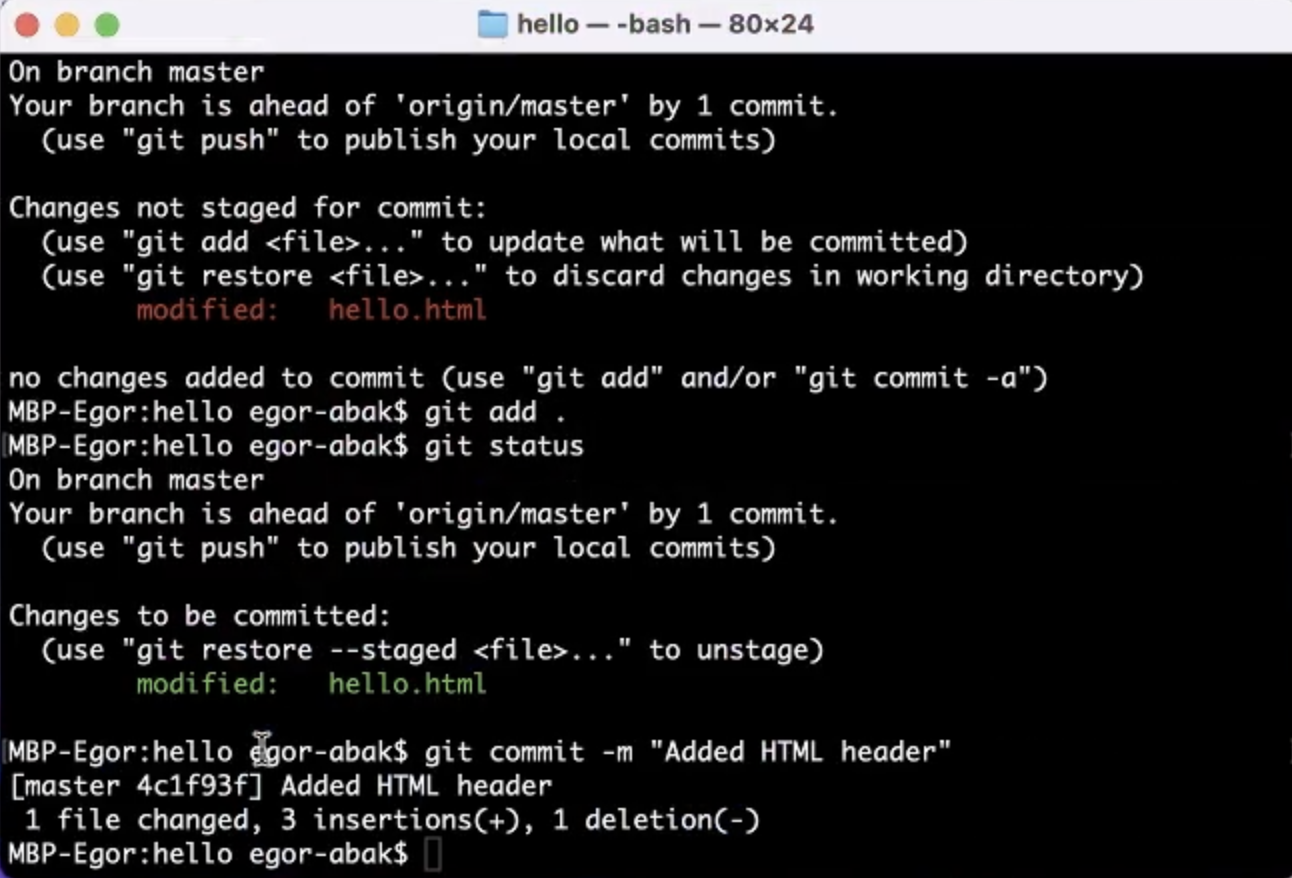 hello — -bash — 80×24
On branch master
Your branch is ahead of 'origin/master' by 1 commit.
  (use "git push" to publish your local commits)
Changes not staged for commit:
  (use "git add <file>..." to update what will be committed)
  (use "git restore <file>..." to discard changes in working directory)
        modified:   hello.html
no changes added to commit (use "git add" and/or "git commit -a")
MBP-Egor:hello egor-abak$ git add .
MBP-Egor:hello egor-abak$ git status
On branch master
Your branch is ahead of 'origin/master' by 1 commit.
  (use "git push" to publish your local commits)
Changes to be committed:
  (use "git restore --staged <file>..." to unstage)
        modified:   hello.html
MBP-Egor:hello egor-abak$ git commit -m "Added HTML header"
[master 4c1f93f] Added HTML header
 1 file changed, 3 insertions(+), 1 deletion(-)
MBP-Egor:hello egor-abak$